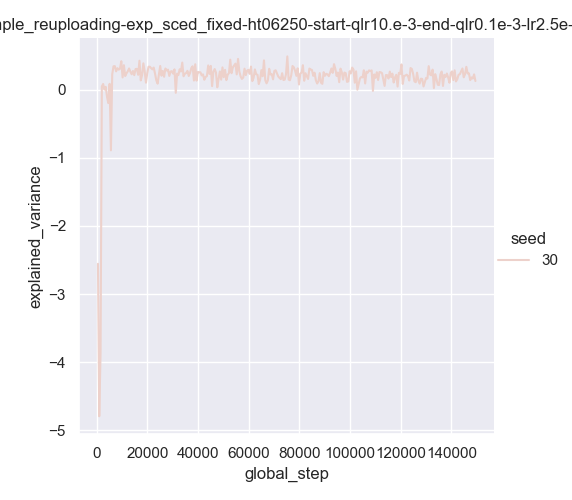 ple_reuploading-exp_sced_fixed-ht06250-start-qlr10.e-3-end-qlr0.1e-3-lr2.5e-
0
−1
−2
−3
−4
−5
explained_variance
0 20000 40000 60000 80000 100000 120000 140000
global_step
seed
30